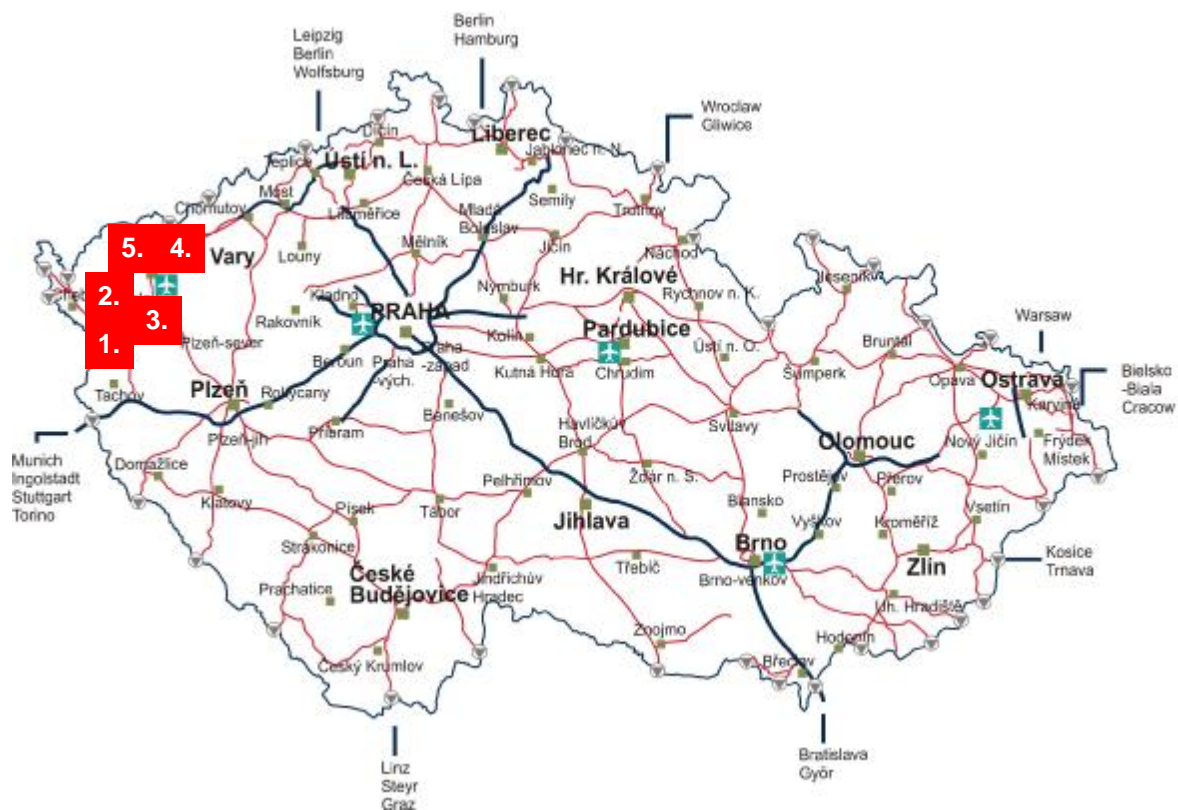 Berlin
Hamburg
Leipzig
Berlin
Wolfsburg
Wroclaw
Gliwice
Děčín
Liberec
Jablonec n. N.
Teplice
Ústí n. L.
Česká Lípa
Most
Chomutov
Litoměřice
Semily
Trutnov
Mladá
Boleslav
Jičín
Mělník
Louny
Náchod
5. 4.
Vary
Hr. Králové
Jeseník
2.
Nymburk
Rychnov n. K.
Kladno
PRAHA
Rakovník
3.
Kolín
Pardubice
Warsaw
1.
Plzeň-sever
Beroun
Praha
-západ
Praha
-vých.
Kutná Hora
Chrudim
Ústí n. O.
Bruntál
Šumperk
Opava
Ostrava
Karviná
Bielsko
-Biala
Cracow
Tachov
Plzeň
Rokycany
Benešov
Příbram
Plzeň-jih
Havlíčkův
Brod
Svitavy
Olomouc
Nový Jičín
Frýdek
Místek
Munich
Ingolstadt
Stuttgart
Torino
Domažlice
Klatovy
Pelhřimov
Žďár n. S.
Prostějov
Přerov
Písek
Tábor
Jihlava
Blansko
Vyškov
Kroměříž
Vsetín
Strakonice
Brno
Brno-venkov
Zlín
Kosice
Trnava
České
Budějovice
Jindřichův
Hradec
Třebíč
Prachatice
Uh. Hradiště
Znojmo
Hodonín
Český Krumlov
Břeclav
Linz
Steyr
Graz
Bratislava
Györ